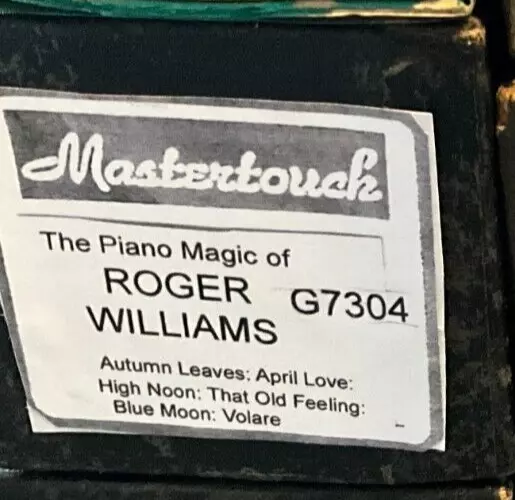 Mastertouch
The Piano Magic of
ROGER G7304
WILLIAMS
Autumn Leaves: April Love:
High Noon: That Old Feeling:
Blue Moon: Volare